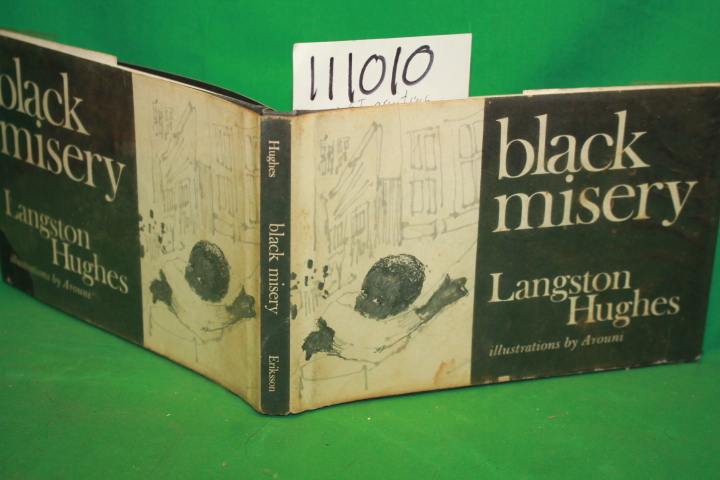 black
misery
Langston
Hughes
illustrations by Arouni
Hughes
black misery
Eriksson
111010
black
misery
Langston
Hughes
illustrations by Arouni